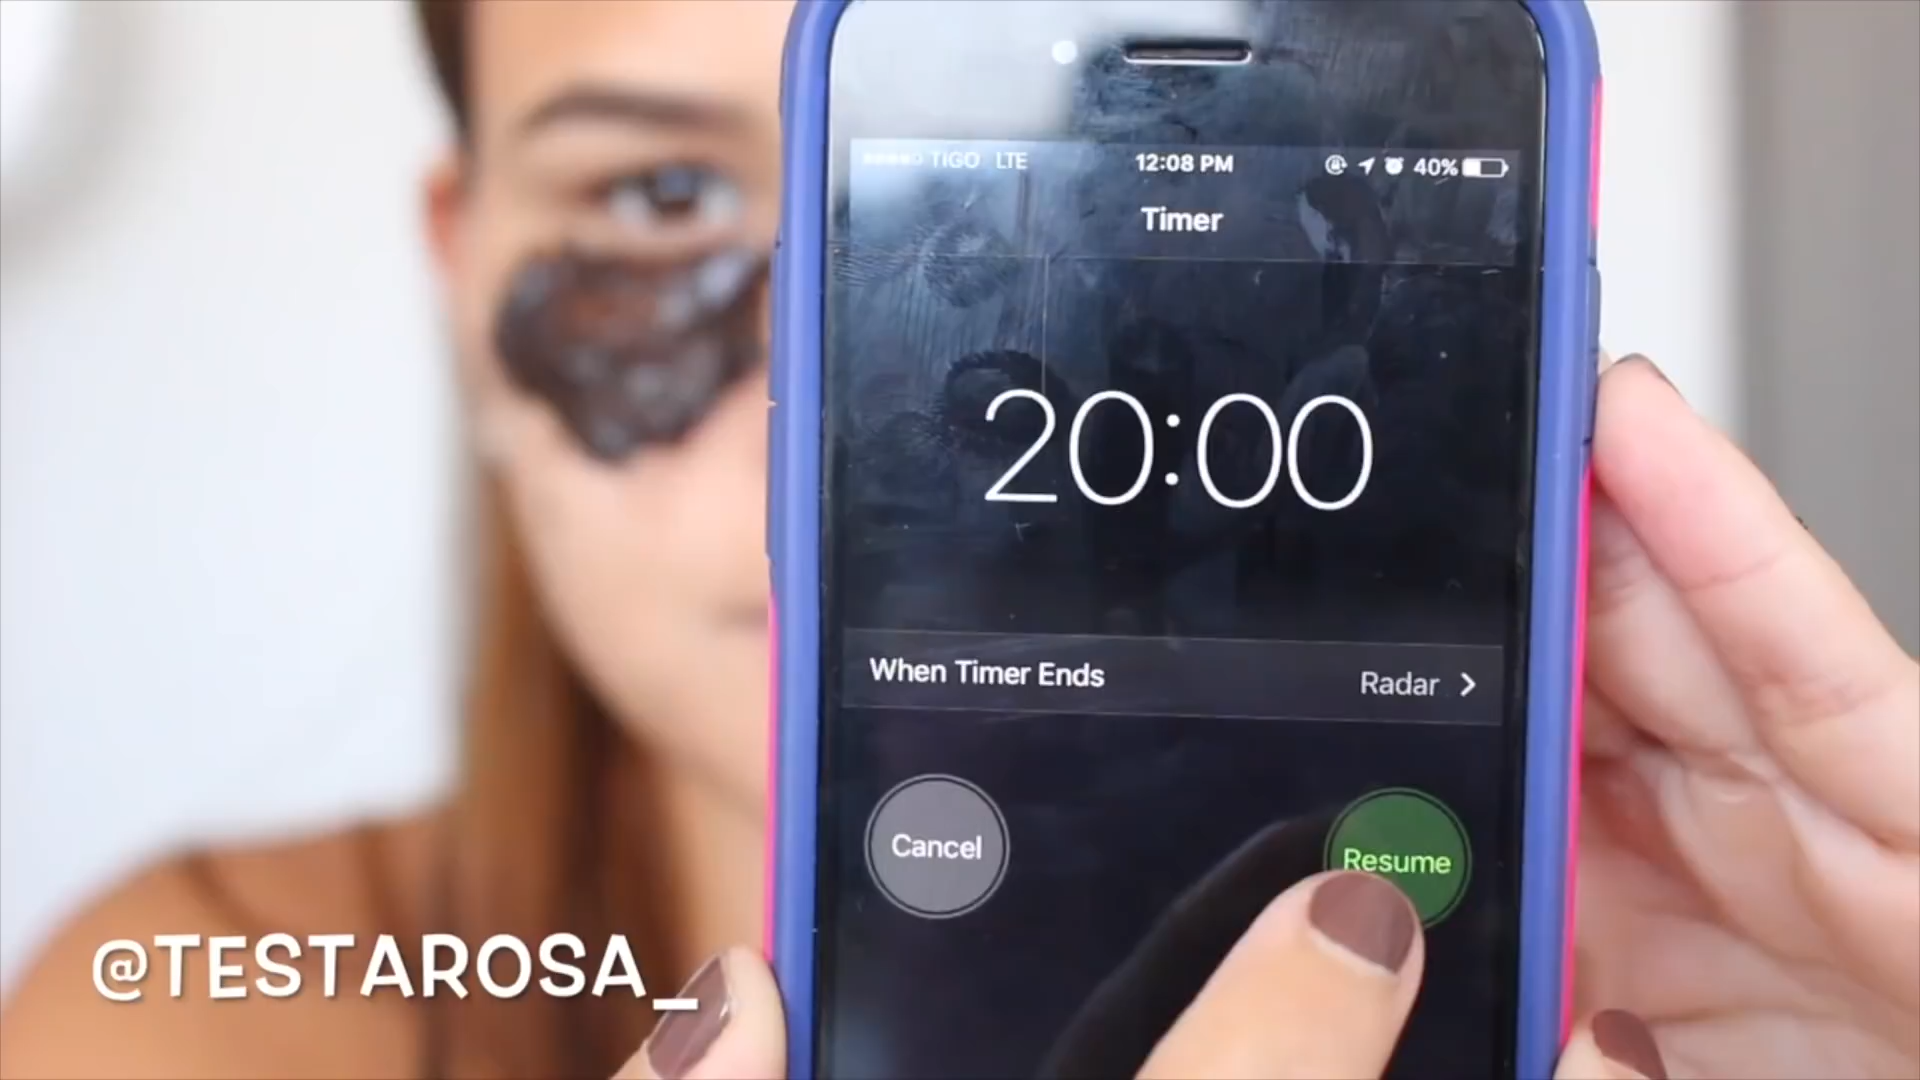 TIGO LTE 12:08 PM 40%
Timer
20:00
When Timer Ends Radar
Cancel Resume
@TESTAROSA_